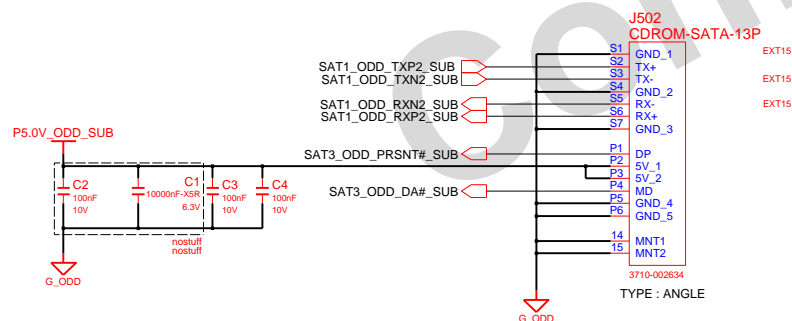 J502
CDROM-SATA-13P
S1 GND_1 EXT15
SAT1_ODD_TXP2_SUB S2 TX+
SAT1_ODD_TXN2_SUB S3 TX- EXT15
S4 GND_2
SAT1_ODD_RXN2_SUB S5 RX- EXT15
SAT1_ODD_RXP2_SUB S6 RX+
S7 GND_3
P5.0V_ODD_SUB
SAT3_ODD_PRSNT#_SUB P1 DP
P2 5V_1
P3 5V_2
SAT3_ODD_DA#_SUB P4 MD
P5 GND_4
P6 GND_5
C2 100nF 10V
C1 10000nF-X5R 6.3V
C3 100nF 10V
C4 100nF 10V
nostuff
nostuff
14 MNT1
15 MNT2
G_ODD
3710-002634
TYPE : ANGLE
G_ODD